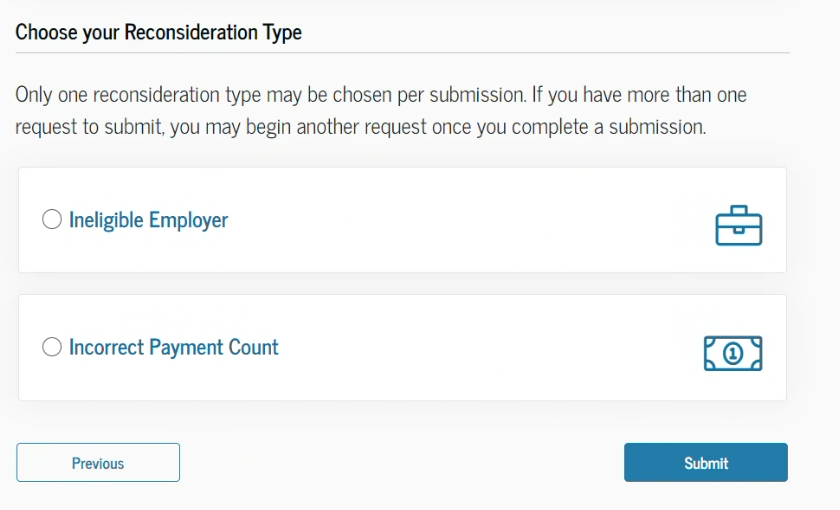 Choose your Reconsideration Type
Only one reconsideration type may be chosen per submission. If you have more than one
request to submit, you may begin another request once you complete a submission.
Ineligible Employer
Incorrect Payment Count
1
Previous
Submit